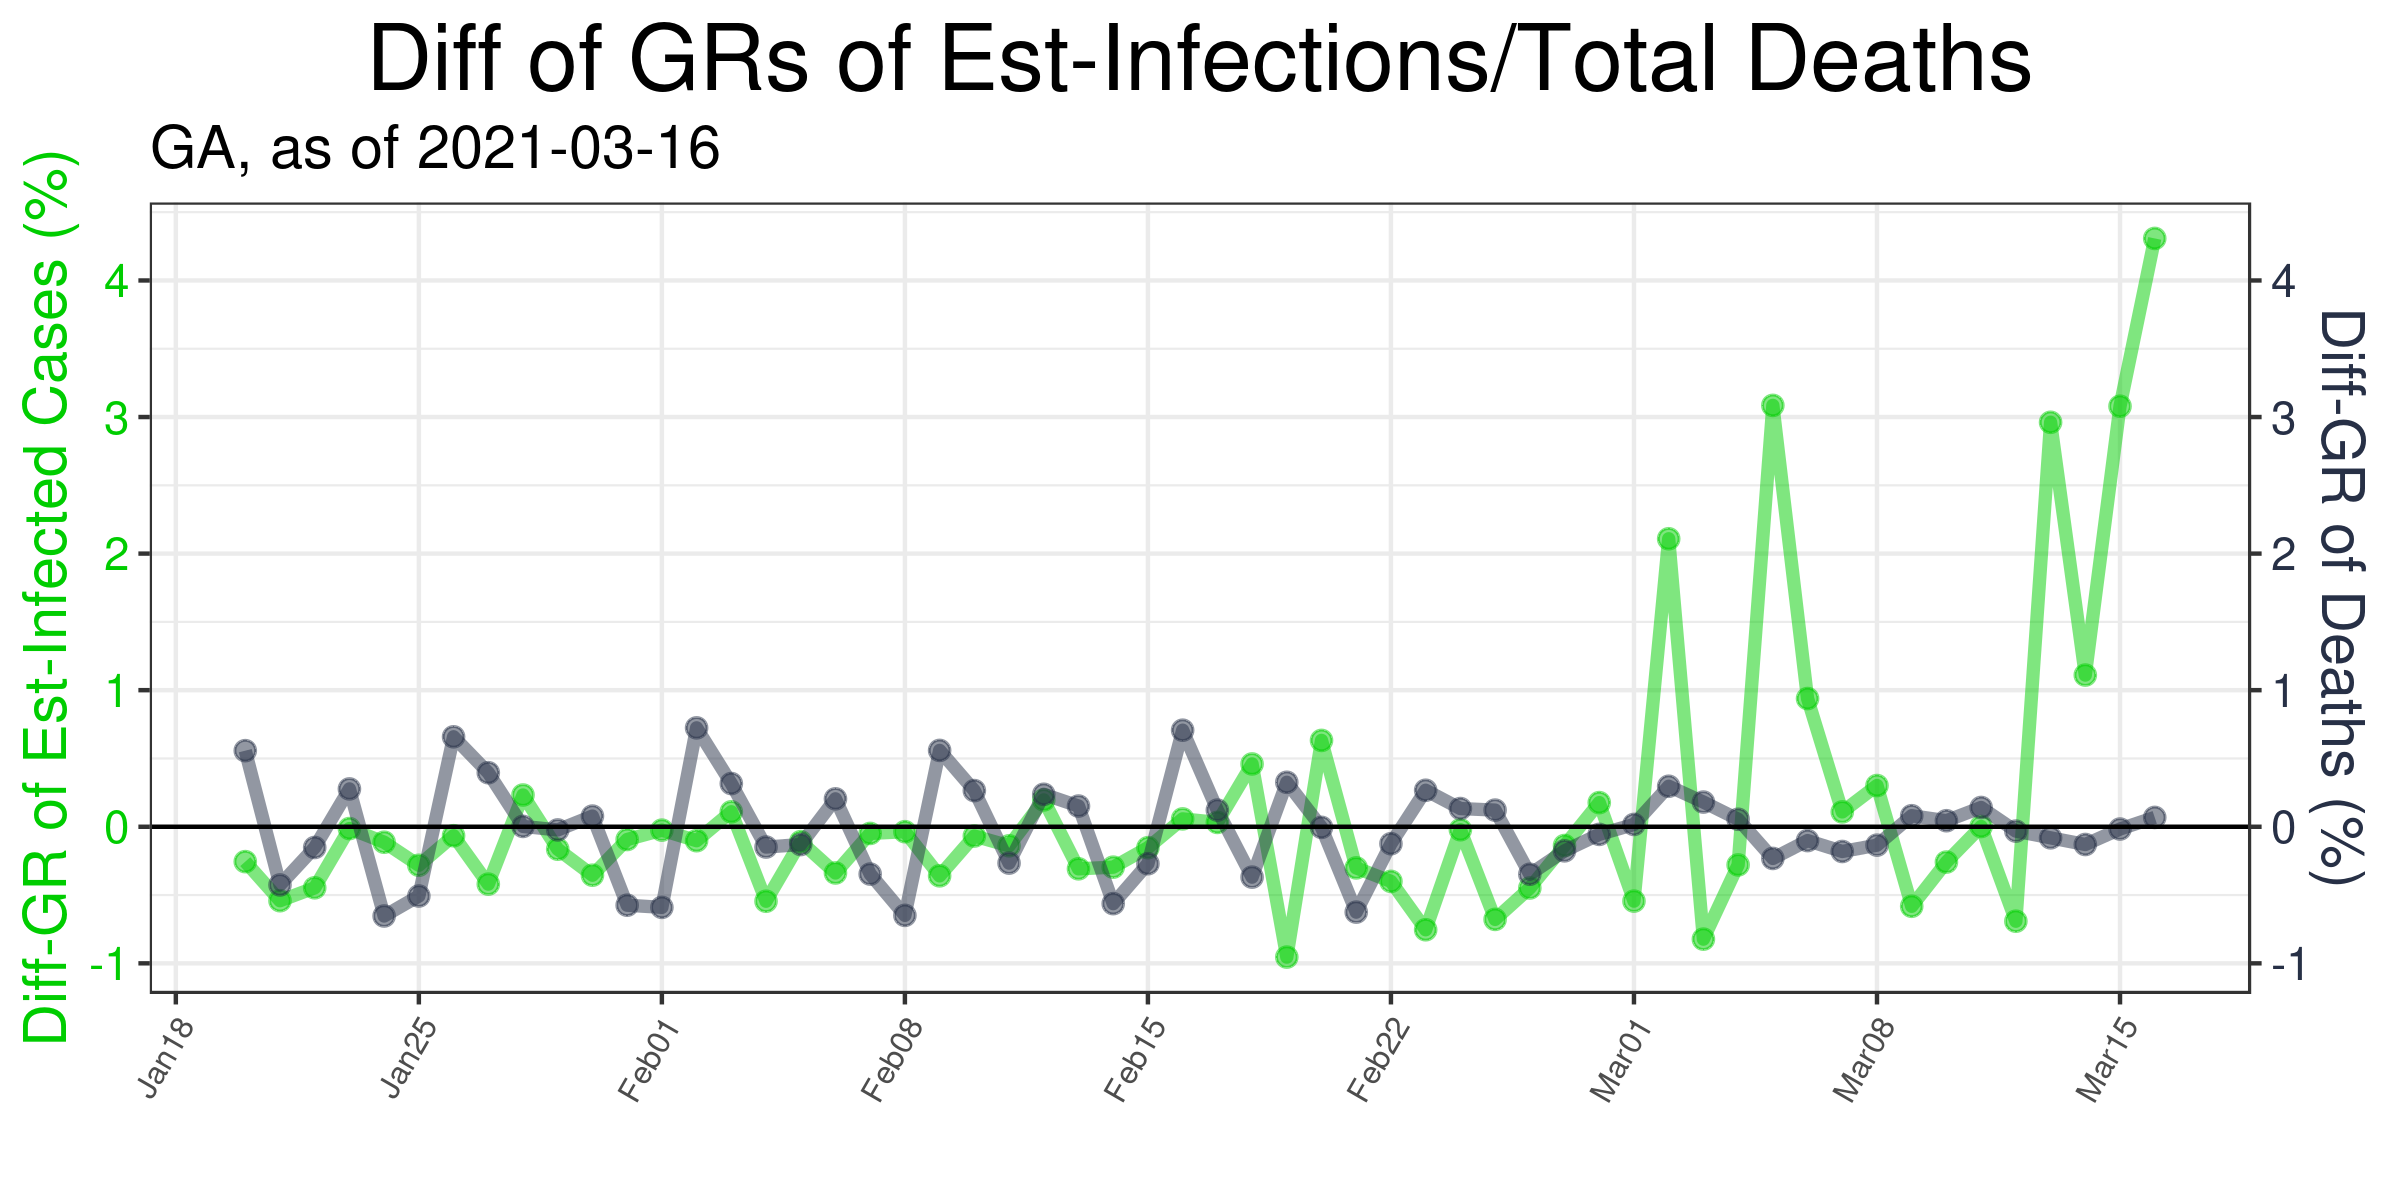 Diff of GRs of Est-Infections/Total Deaths
GA, as of 2021-03-16
Diff-GR of Est-Infected Cases (%)
4
3
2
1
0
-1
4
3
2
1
0
-1
Diff-GR of Deaths (%)
Jan18
Jan25
Feb01
Feb08
Feb15
Feb22
Mar01
Mar08
Mar15